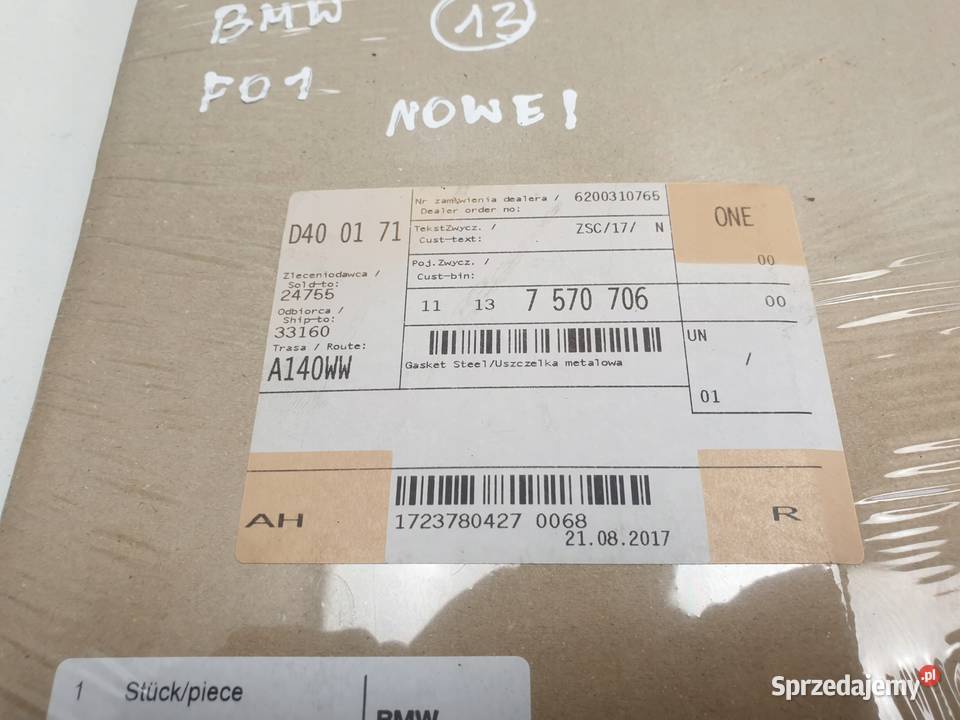 BMW 13
F01
NOWE!
D40 01 71
Nr zamówienia dealera / 6200310765
Dealer order no:
TekstZwycz. / ZSC/17/ N
Cust-text:
Poj.Zwycz. /
Cust-bin:
ONE
00
Zleceniodawca /
Sold-to:
24755
Odbiorca /
Ship-to:
33160
Trasa / Route:
A140WW
11 13 7 570 706
00
Gasket Steel/Uszczelka metalowa
UN
/
01
AH
1723780427 0068
21.08.2017
R
1 Stück/piece
BMW
Sprzedajemy.pl